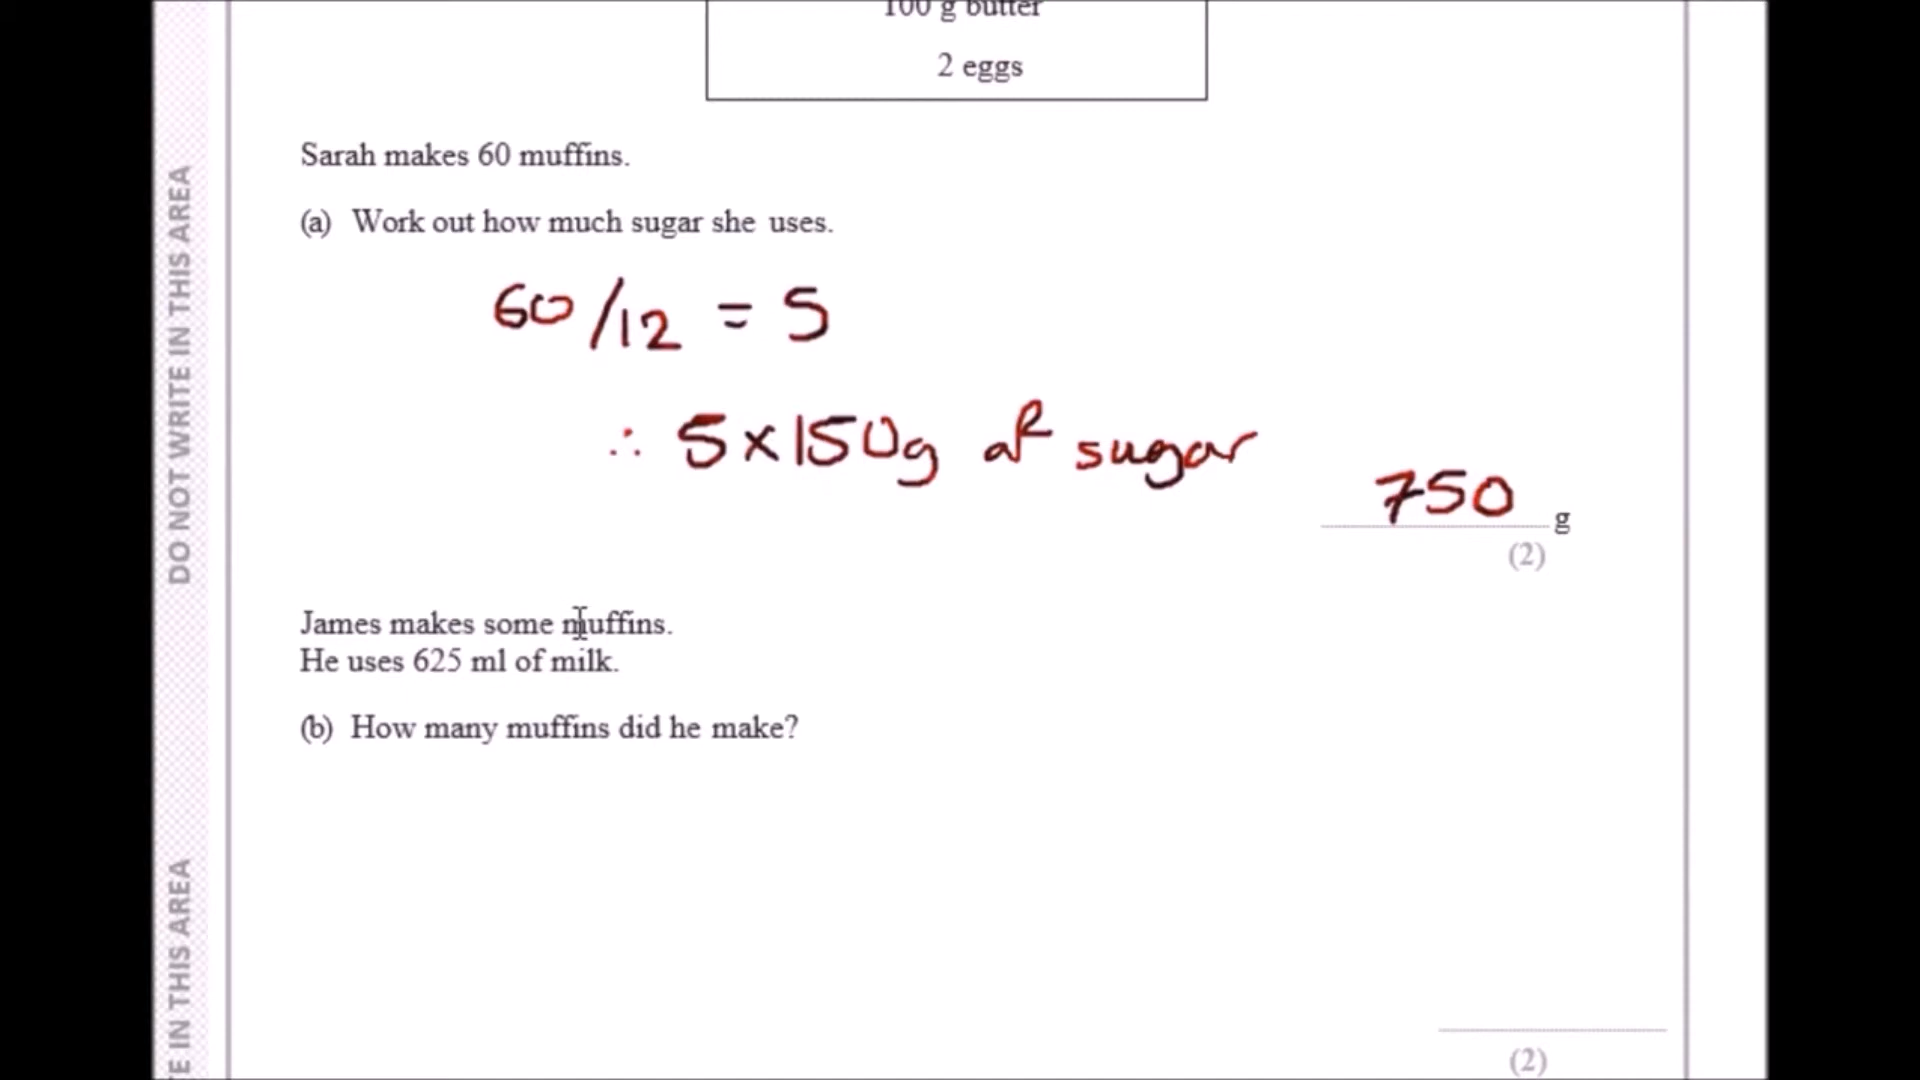 100 g butter
2 eggs
Sarah makes 60 muffins.
(a) Work out how much sugar she uses.
60/12 = 5
∴ 5×150g of sugar
750 g
(2)
James makes some muffins.
He uses 625 ml of milk.
(b) How many muffins did he make?
(2)
DO NOT WRITE IN THIS AREA
TE IN THIS AREA